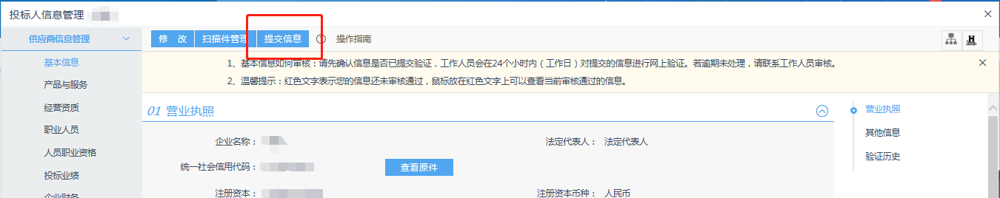 投标人信息管理
供应商信息管理
修 改 扫描件管理 提交信息 操作指南
基本信息
产品与服务
经营资质
职业人员
人员职业资格
投标业绩
企业财务
1、基本信息如何审核：请先确认信息是否已提交验证，工作人员会在24个小时内（工作日）对提交的信息进行网上验证。若逾期未处理，请联系工作人员审核。
2、温馨提示：红色文字表示您的信息还未审核通过，鼠标放在红色文字上可以查看当前审核通过的信息。
01 营业执照
企业名称：
法定代表人： 法定代表人
统一社会信用代码：
查看原件
注册资本：
注册资本币种： 人民币
营业执照
其他信息
验证历史